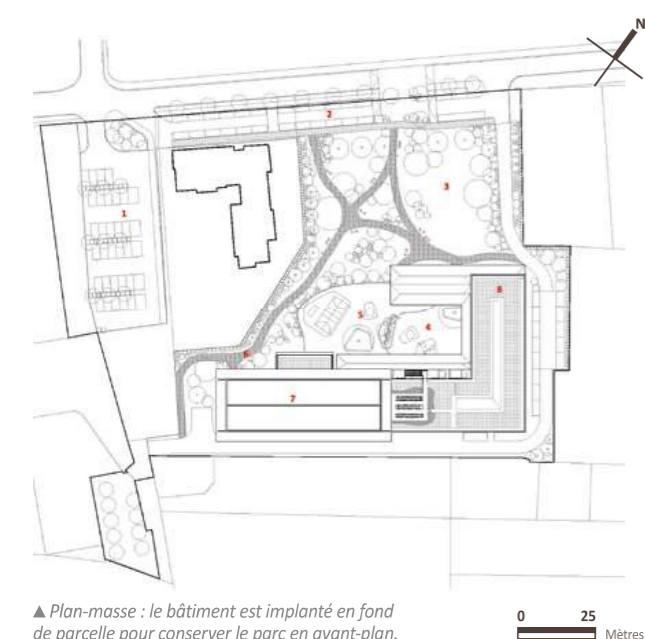 N
2
3
1
8
5
4
6
7
▲ Plan-masse : le bâtiment est implanté en fond
de parcelle pour conserver le parc en avant-plan.
0 25
Mètres